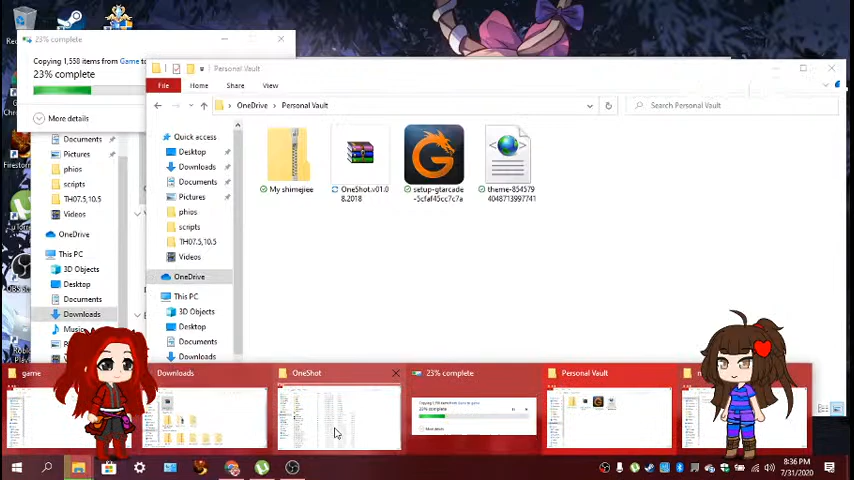 23% complete
Copying 1,558 items from Game to
23% complete
More details
Personal Vault
File
Home
Share
View
OneDrive
Personal Vault
Search Personal Vault
Documents
Pictures
phios
scripts
TH07.5,10.5
Videos
OneDrive
This PC
3D Objects
Desktop
Documents
Downloads
Quick access
Desktop
Downloads
Documents
Pictures
phios
scripts
TH07.5,10.5
Videos
OneDrive
This PC
3D Objects
Desktop
Documents
Downloads
My shimejiee
OneShot.v01.0
8.2018
setup-gtarcade
-5cfaf45cc7c7a
theme-854579
4048713997741
game
Downloads
OneShot
23% complete
Personal Vault
8:36 PM
7/31/2020